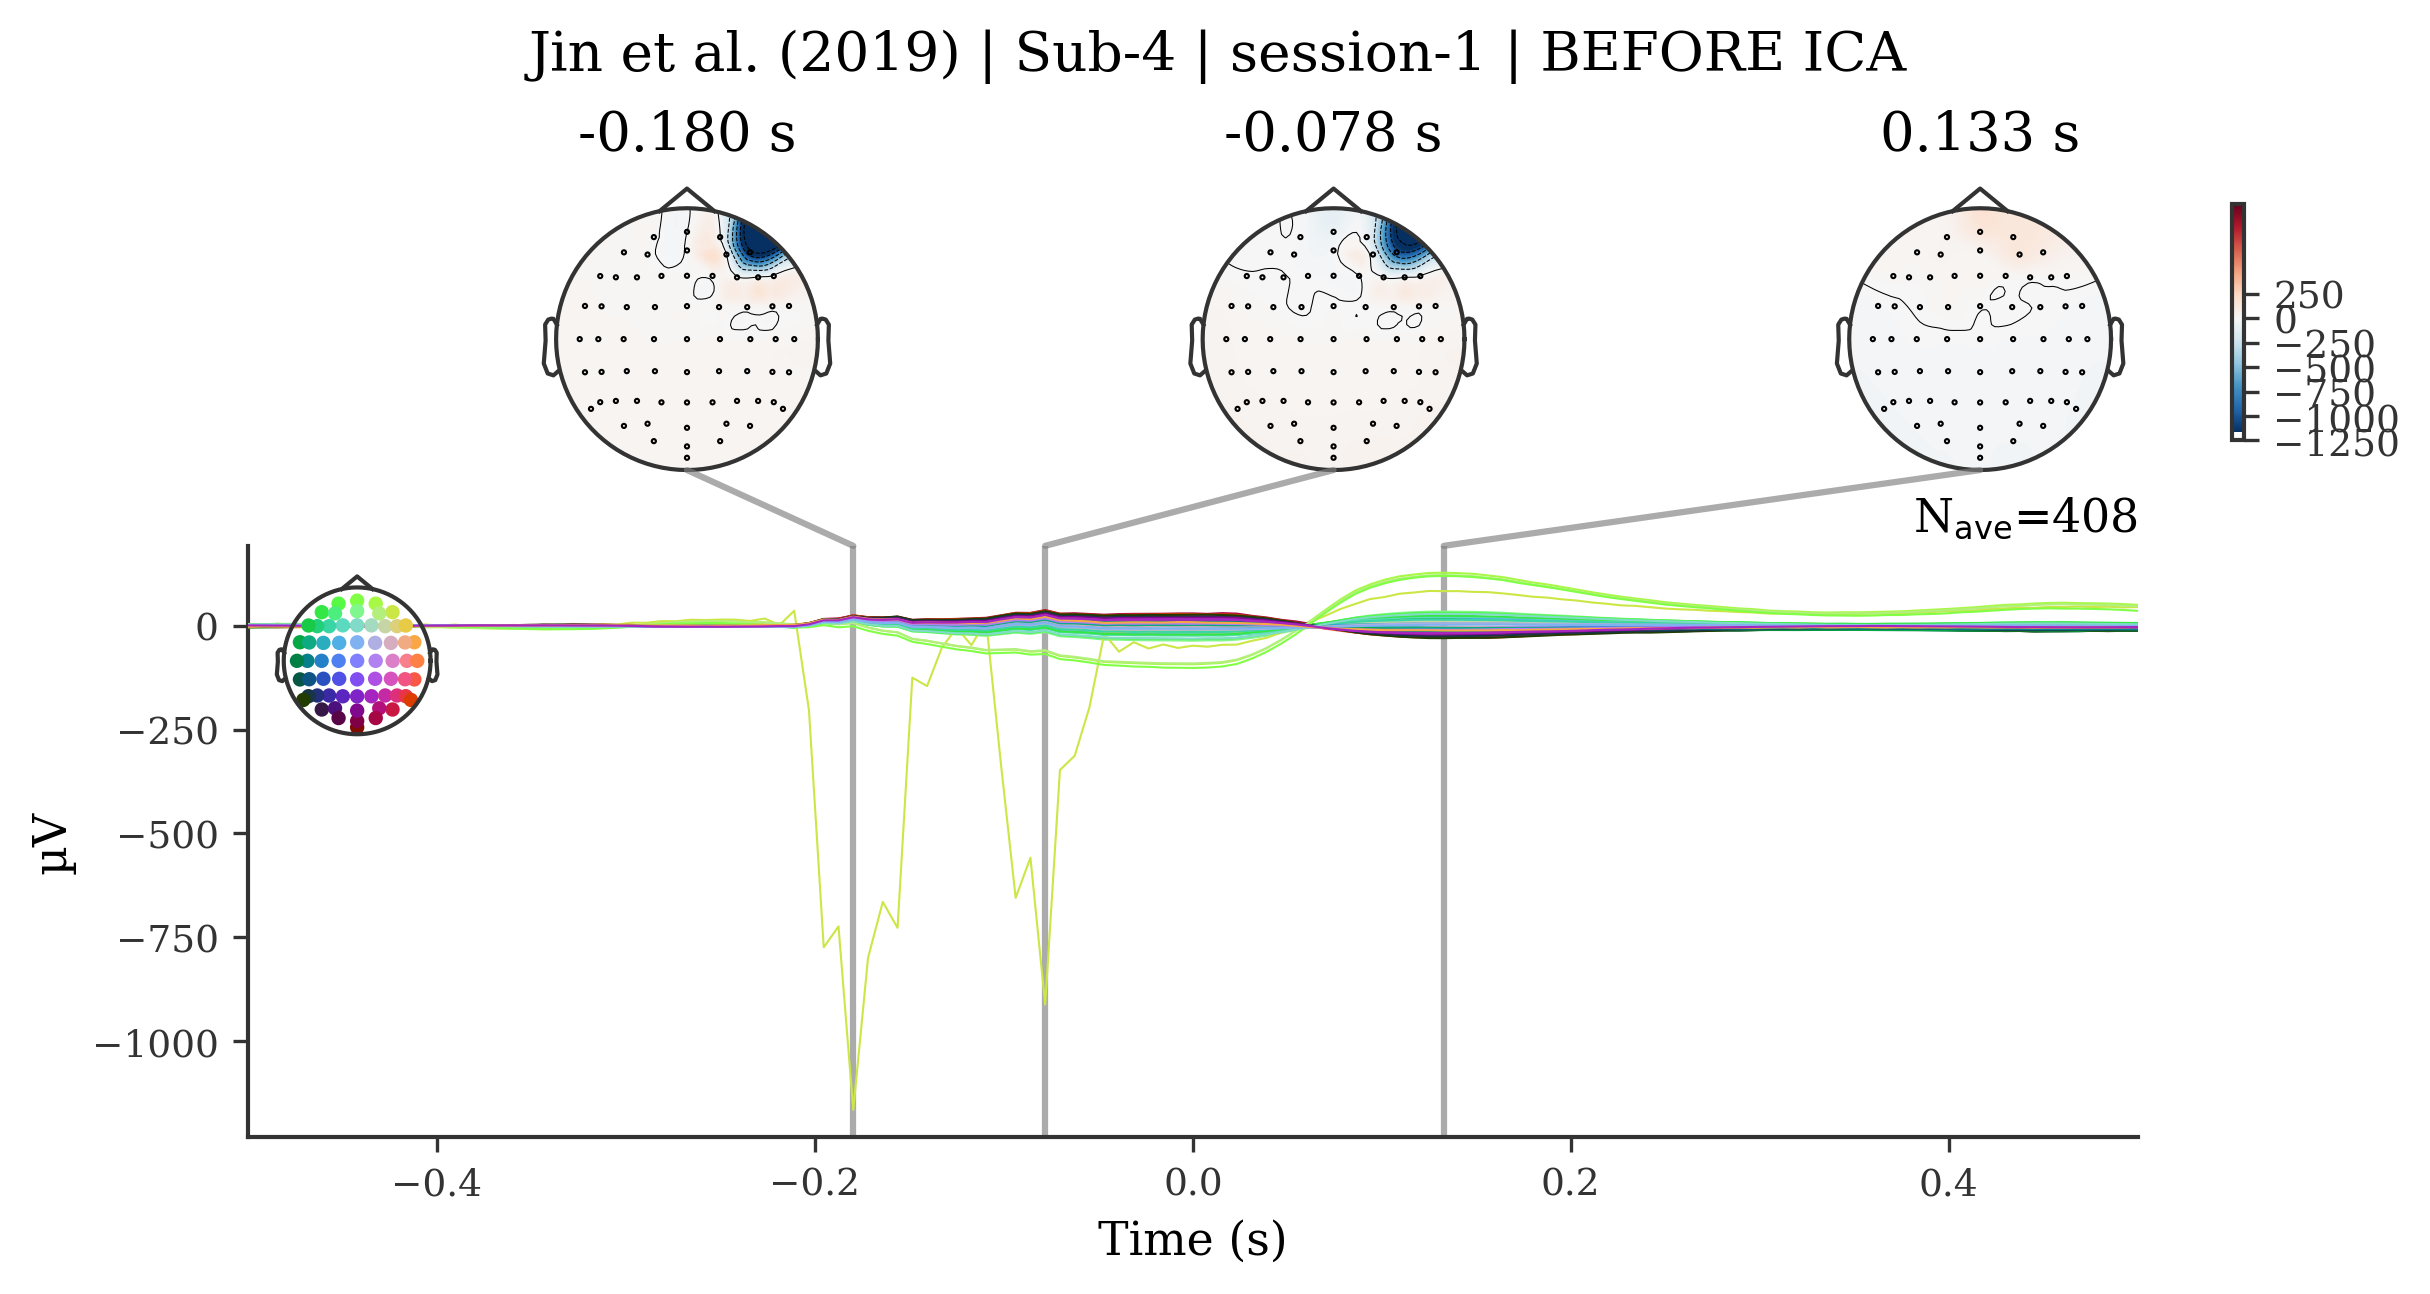 Jin et al. (2019) | Sub-4 | session-1 | BEFORE ICA
-0.180 s
-0.078 s
0.133 s
250
0
−250
−500
−750
−1000
−1250
Nave=408
0
−250
−500
−750
−1000
µV
−0.4
−0.2
0.0
0.2
0.4
Time (s)